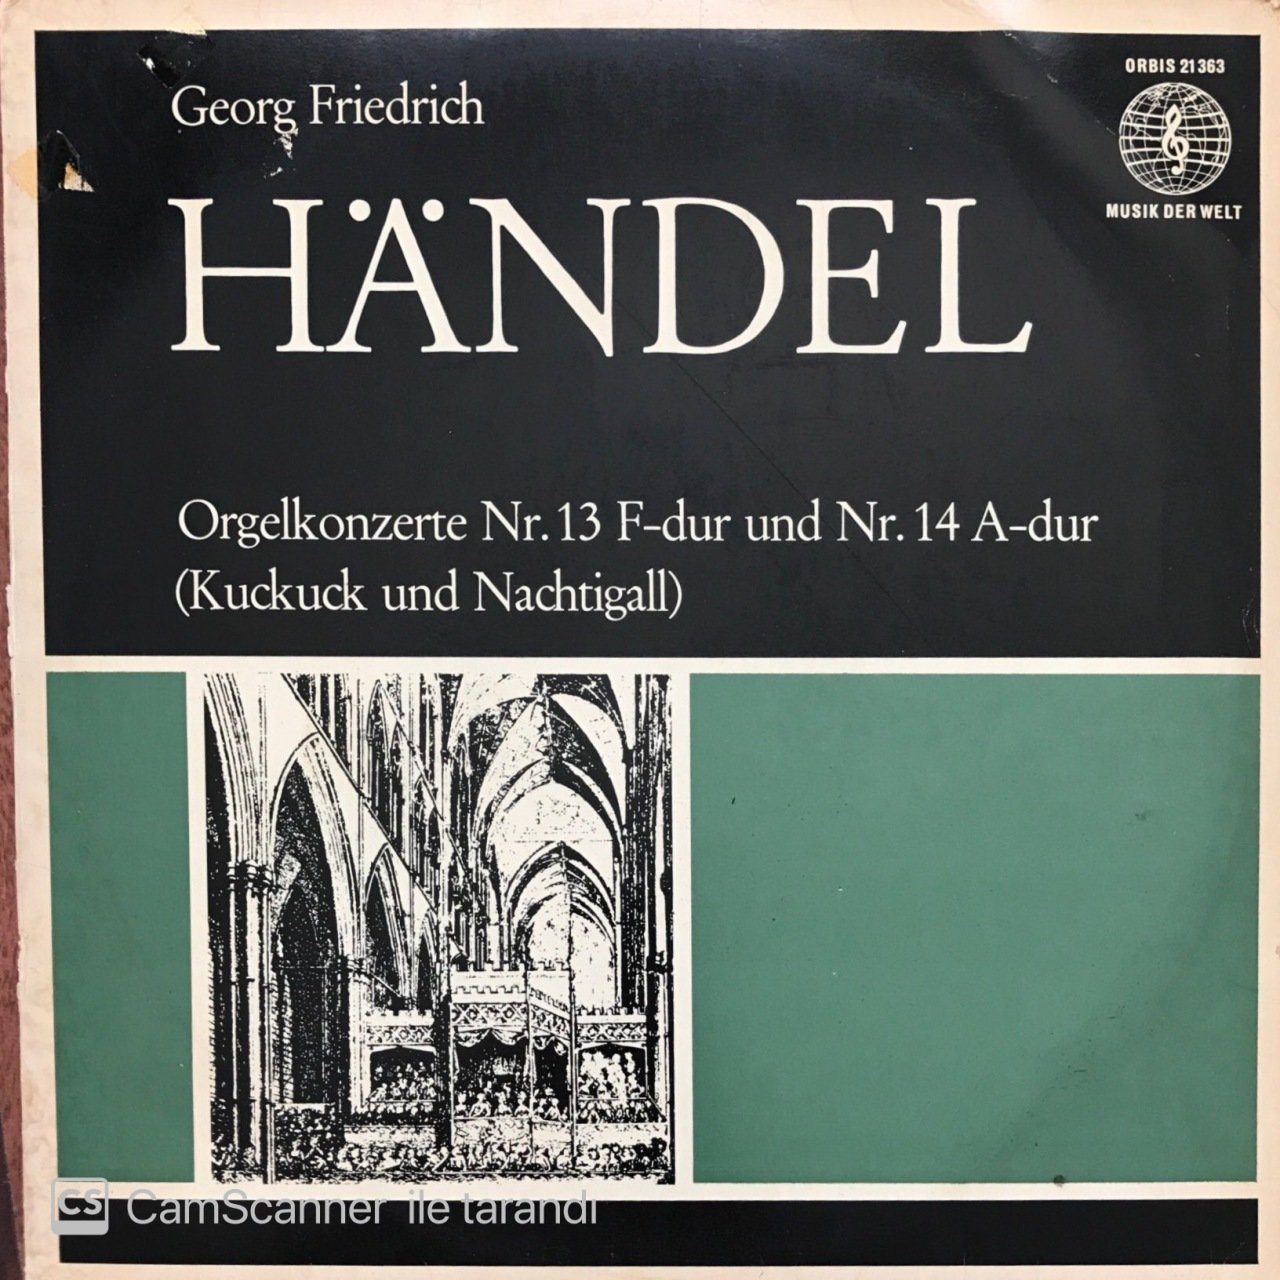 ORBIS 21 363
Georg Friedrich
MUSIK DER WELT
HÄNDEL
Orgelkonzerte Nr. 13 F-dur und Nr. 14 A-dur
(Kuckuck und Nachtigall)
CS CamScanner ile tarandı